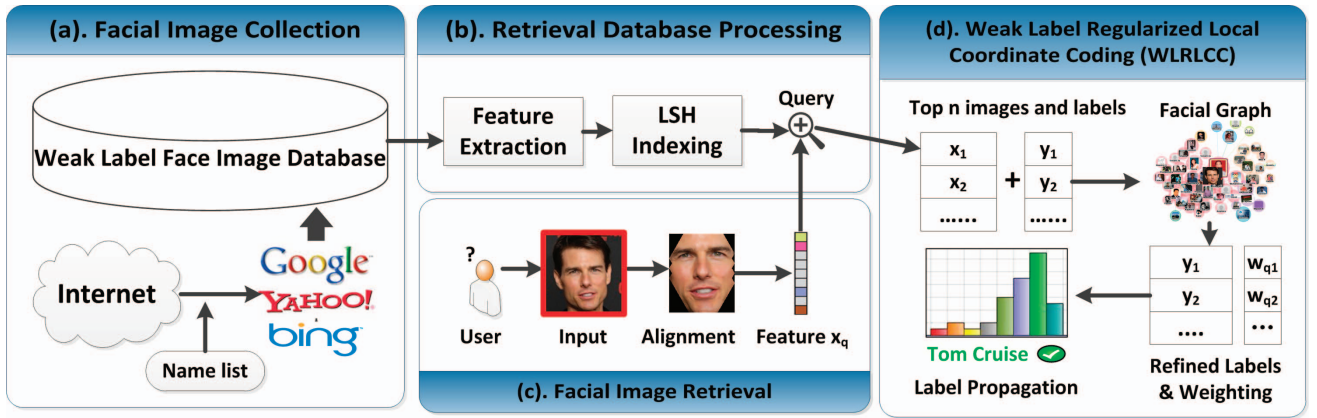 (a). Facial Image Collection
Weak Label Face Image Database
Internet
Google
YAHOO!
bing
Name list
(b). Retrieval Database Processing
Feature
Extraction
LSH
Indexing
Query
?
User
Input
Alignment
Feature xq
(c). Facial Image Retrieval
(d). Weak Label Regularized Local
Coordinate Coding (WLRLCC)
Top n images and labels
x1
x2
......
+
y1
y2
......
Facial Graph
y1
y2
....
wq1
wq2
...
Refined Labels
& Weighting
Tom Cruise
Label Propagation